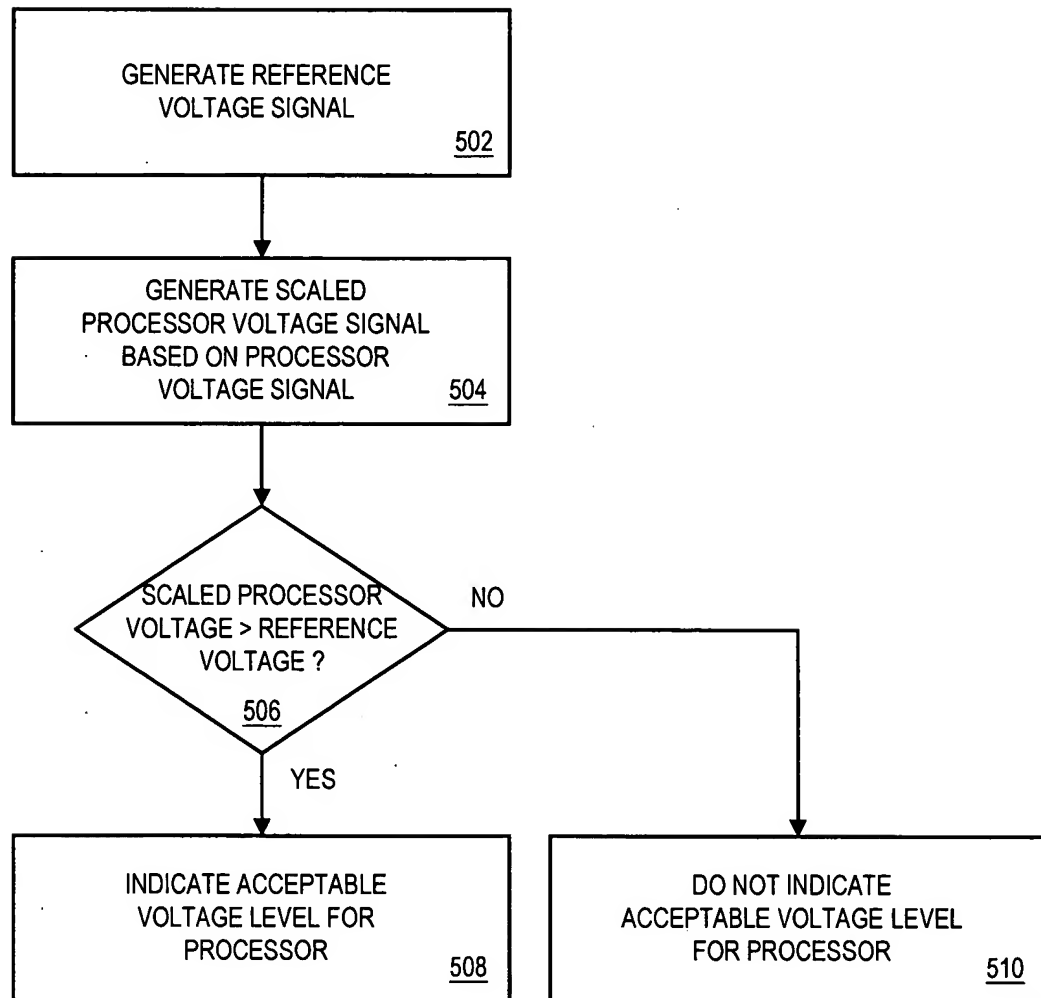 GENERATE REFERENCE
VOLTAGE SIGNAL
502
GENERATE SCALED
PROCESSOR VOLTAGE SIGNAL
BASED ON PROCESSOR
VOLTAGE SIGNAL
504
SCALED PROCESSOR
VOLTAGE > REFERENCE
VOLTAGE ?
506
NO
YES
INDICATE ACCEPTABLE
VOLTAGE LEVEL FOR
PROCESSOR
508
DO NOT INDICATE
ACCEPTABLE VOLTAGE LEVEL
FOR PROCESSOR
510